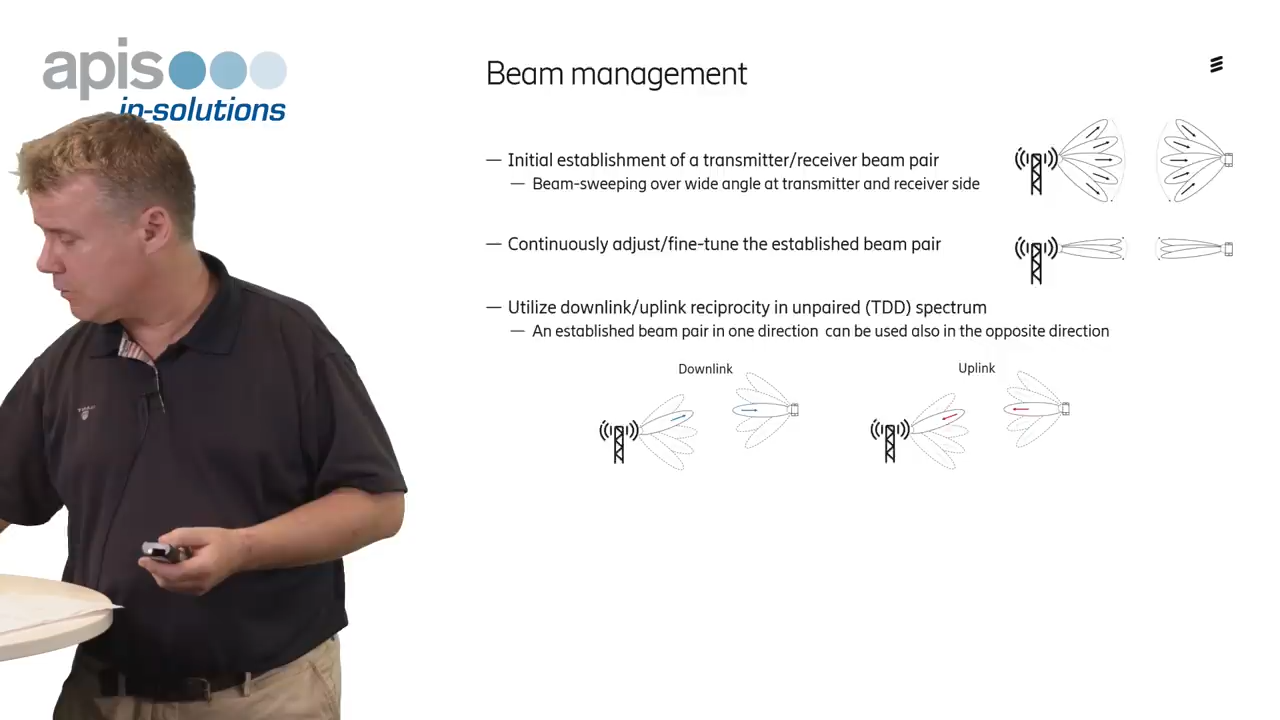 apis
ip-solutions
Beam management
— Initial establishment of a transmitter/receiver beam pair
— Beam-sweeping over wide angle at transmitter and receiver side
— Continuously adjust/fine-tune the established beam pair
— Utilize downlink/uplink reciprocity in unpaired (TDD) spectrum
— An established beam pair in one direction can be used also in the opposite direction
Downlink
Uplink